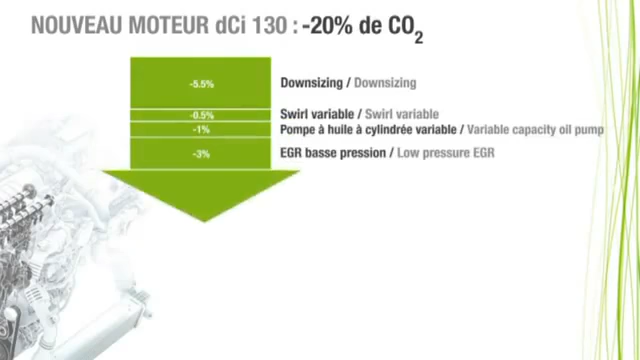 NOUVEAU MOTEUR dCi 130 : -20% de CO2
-5.5% Downsizing / Downsizing
-0.5% Swirl variable / Swirl variable
-1% Pompe à huile à cylindrée variable / Variable capacity oil pump
-3% EGR basse pression / Low pressure EGR